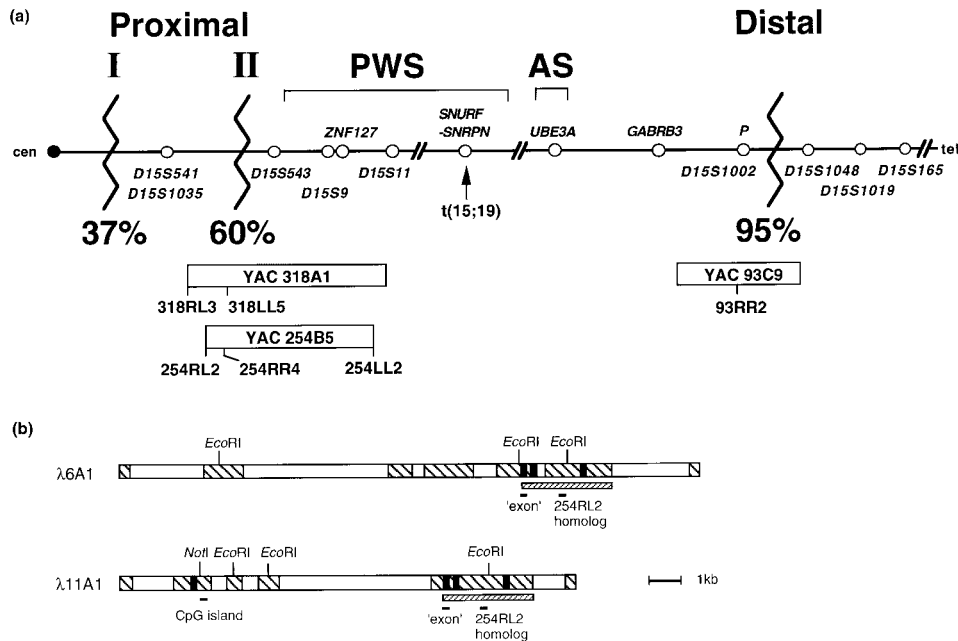 (a)
Proximal
Distal
I
II
PWS
AS
ZNF127
SNURF
-SNRPN
UBE3A
GABRB3
P
cen
tel
D15S541
D15S1035
D15S543
D15S9
D15S11
D15S1002
D15S1048
D15S1019
D15S165
t(15;19)
37%
60%
95%
YAC 318A1
318RL3
318LL5
YAC 93C9
93RR2
YAC 254B5
254RL2
254RR4
254LL2
(b)
EcoRI
EcoRI
EcoRI
λ6A1
'exon'
254RL2
homolog
NotI
EcoRI
EcoRI
EcoRI
λ11A1
1kb
CpG island
'exon'
254RL2
homolog